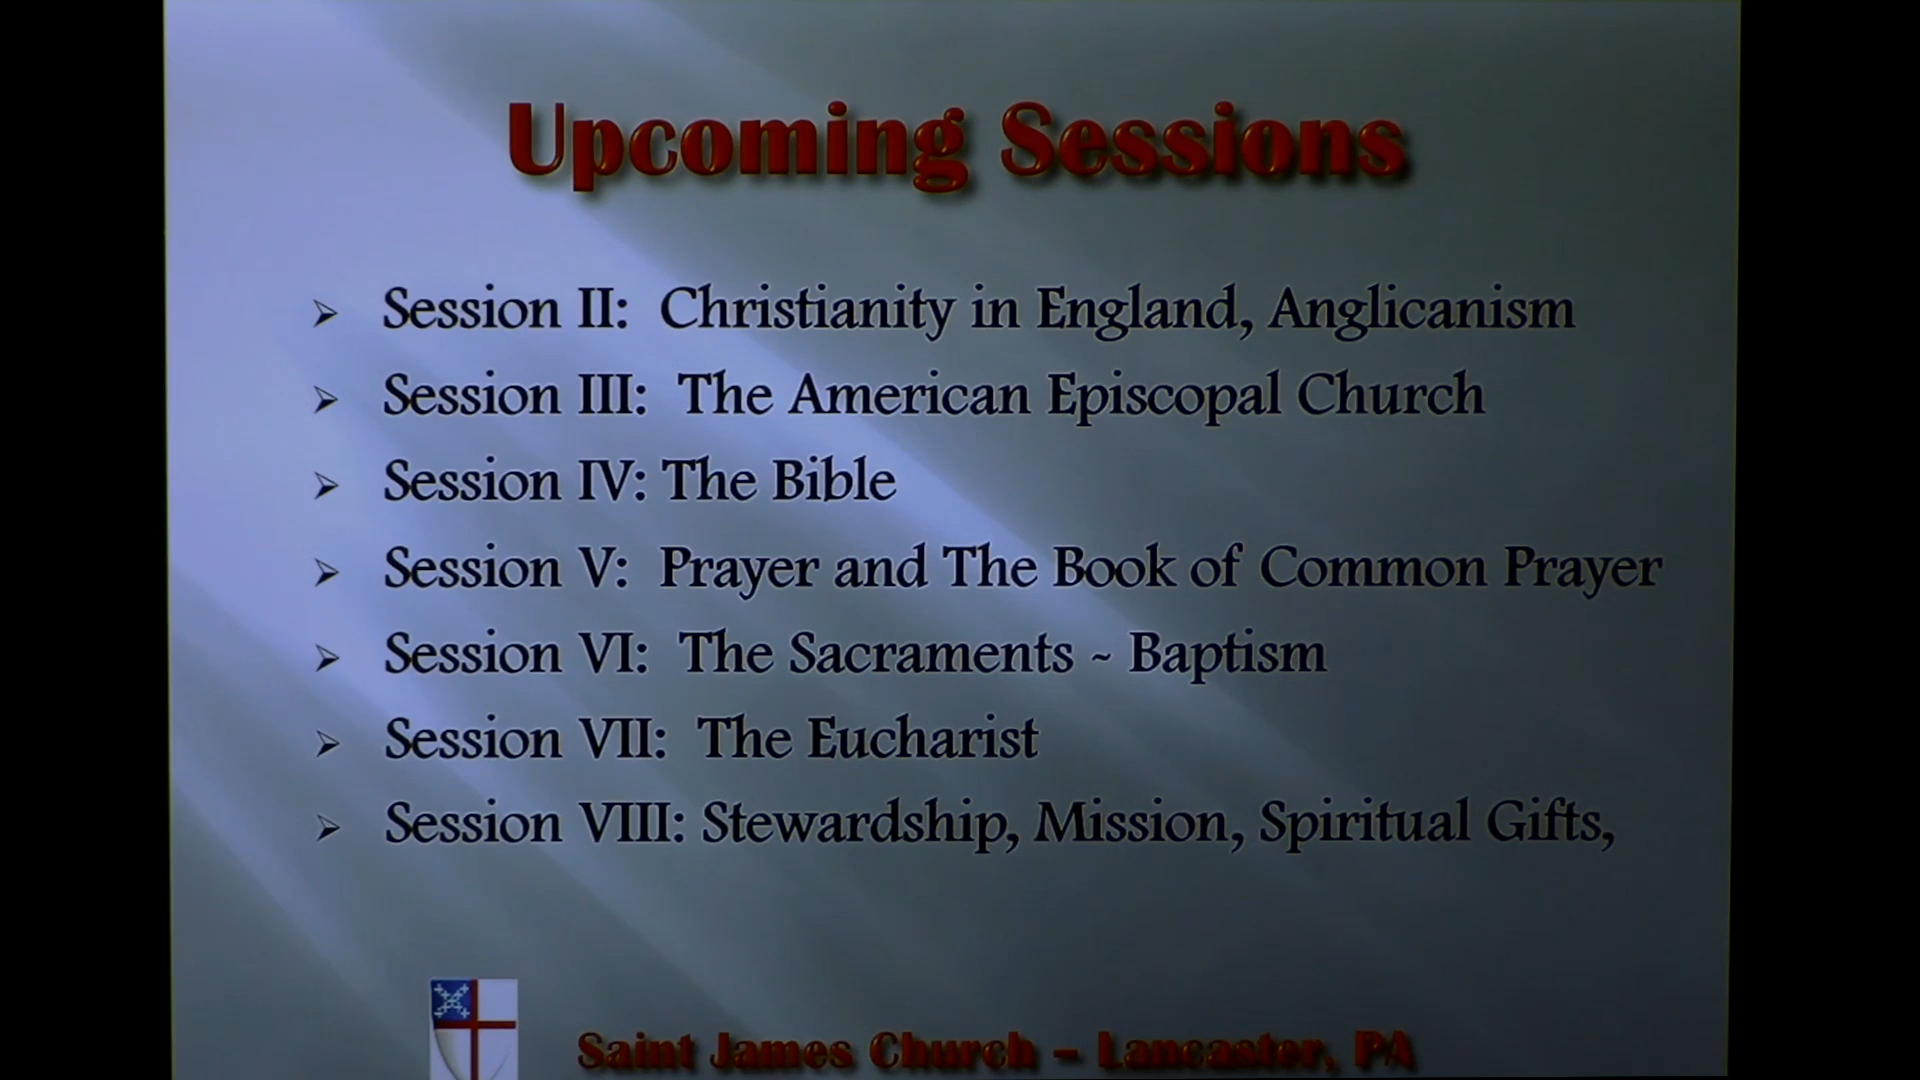 Upcoming Sessions
Session II: Christianity in England, Anglicanism
Session III: The American Episcopal Church
Session IV: The Bible
Session V: Prayer and The Book of Common Prayer
Session VI: The Sacraments ~ Baptism
Session VII: The Eucharist
Session VIII: Stewardship, Mission, Spiritual Gifts,
Saint James Church – Lancaster, PA